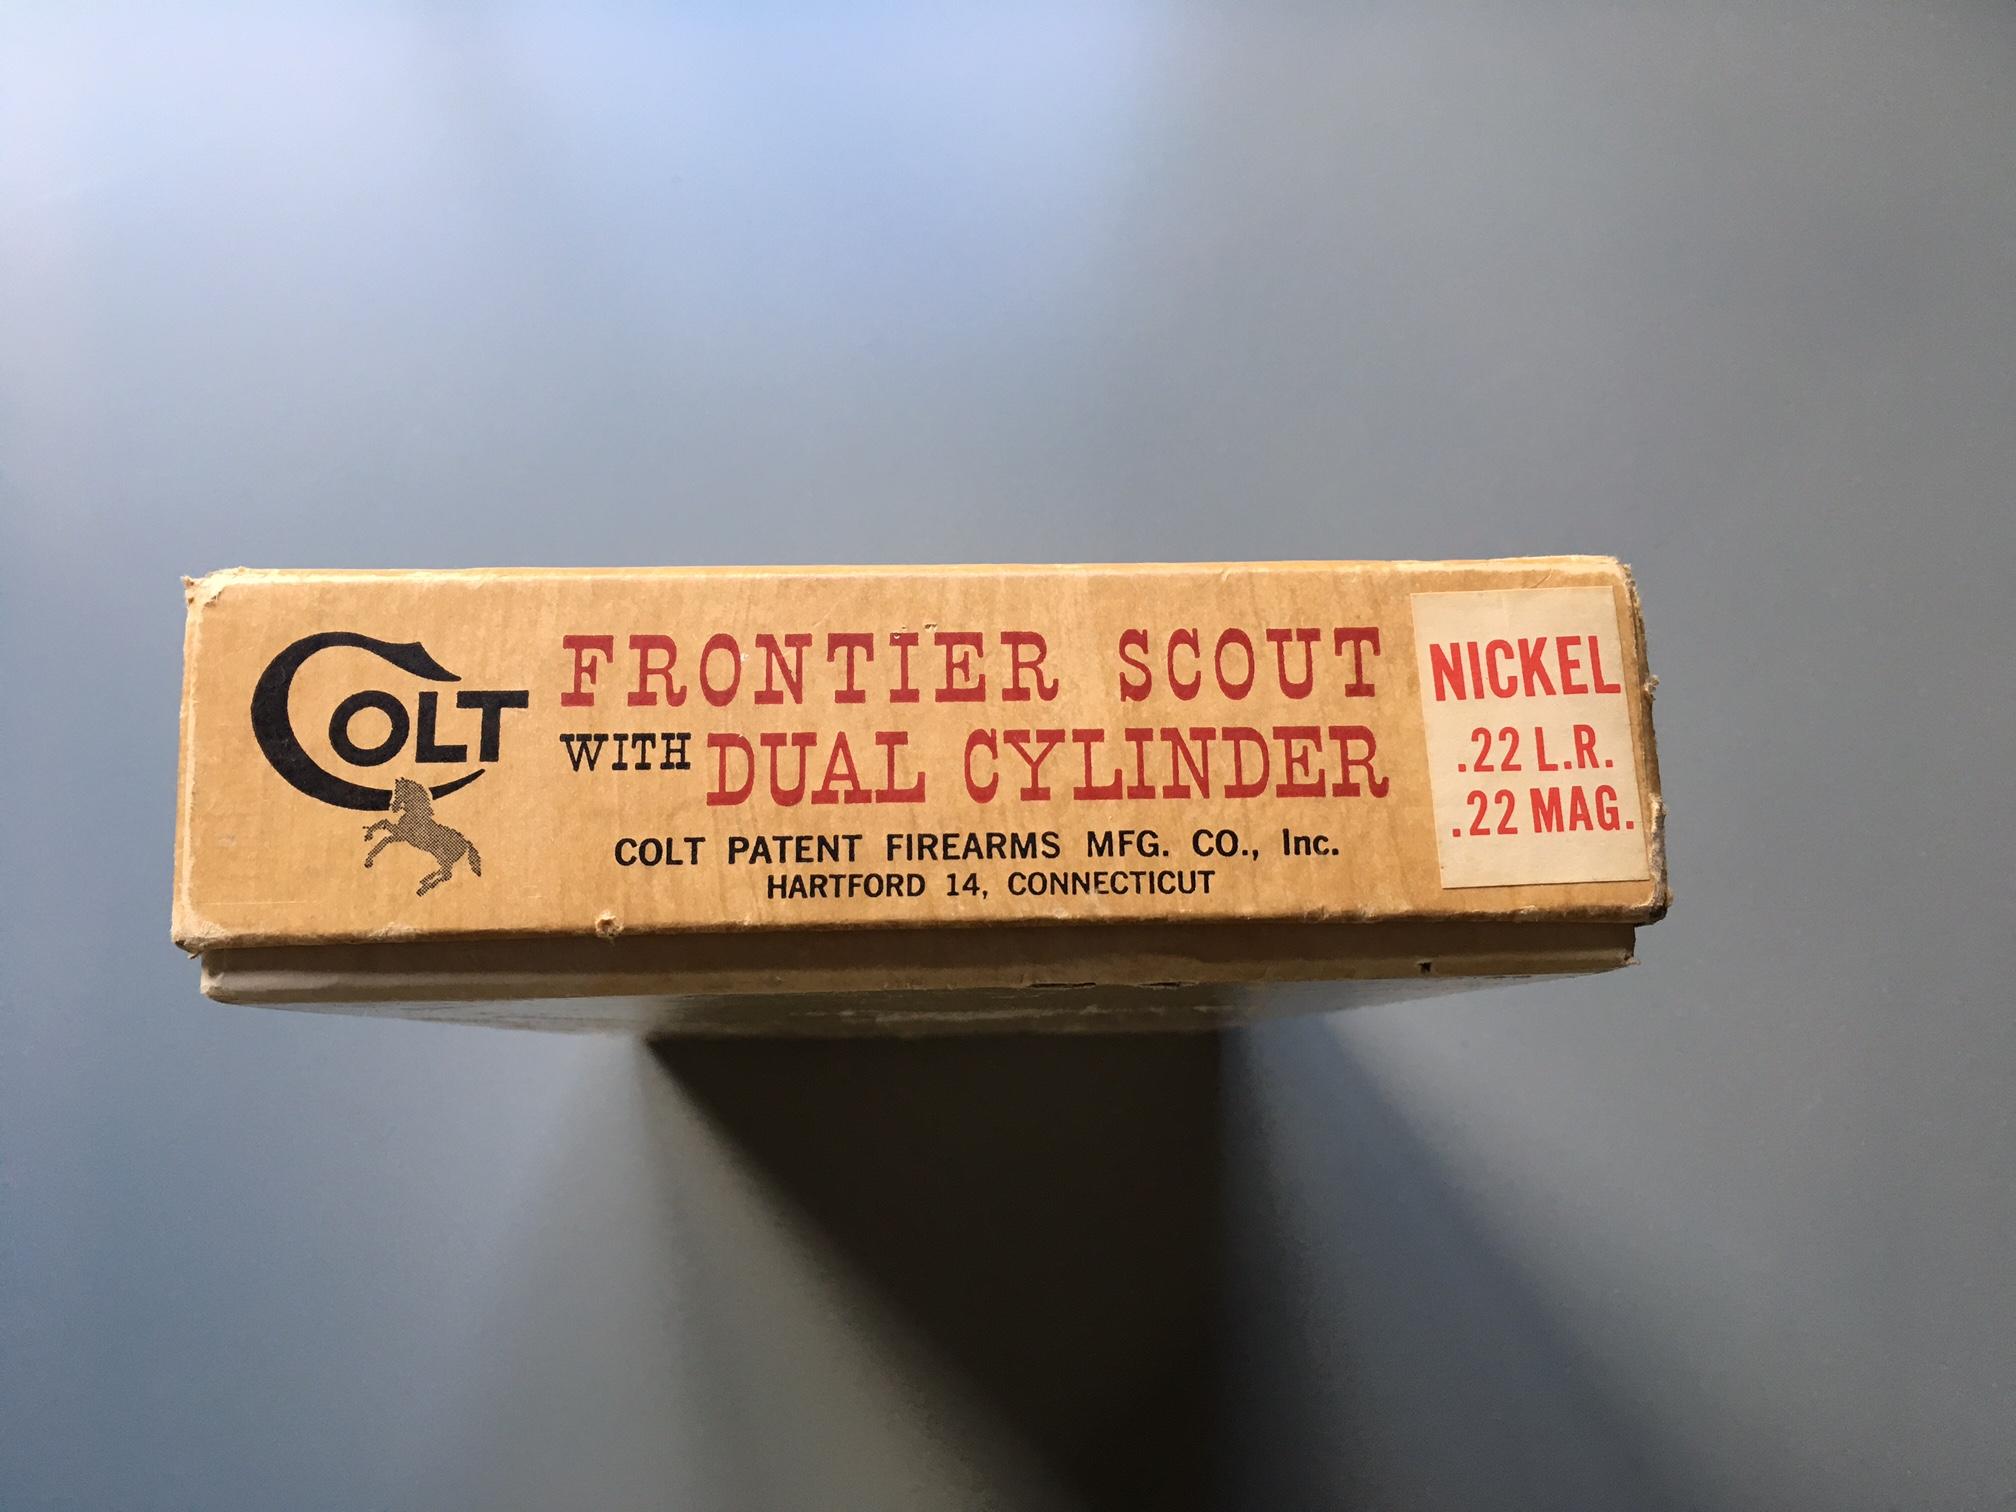 COLT
FRONTIER SCOUT
WITH DUAL CYLINDER
COLT PATENT FIREARMS MFG. CO., Inc.
HARTFORD 14, CONNECTICUT
NICKEL
.22 L.R.
.22 MAG.